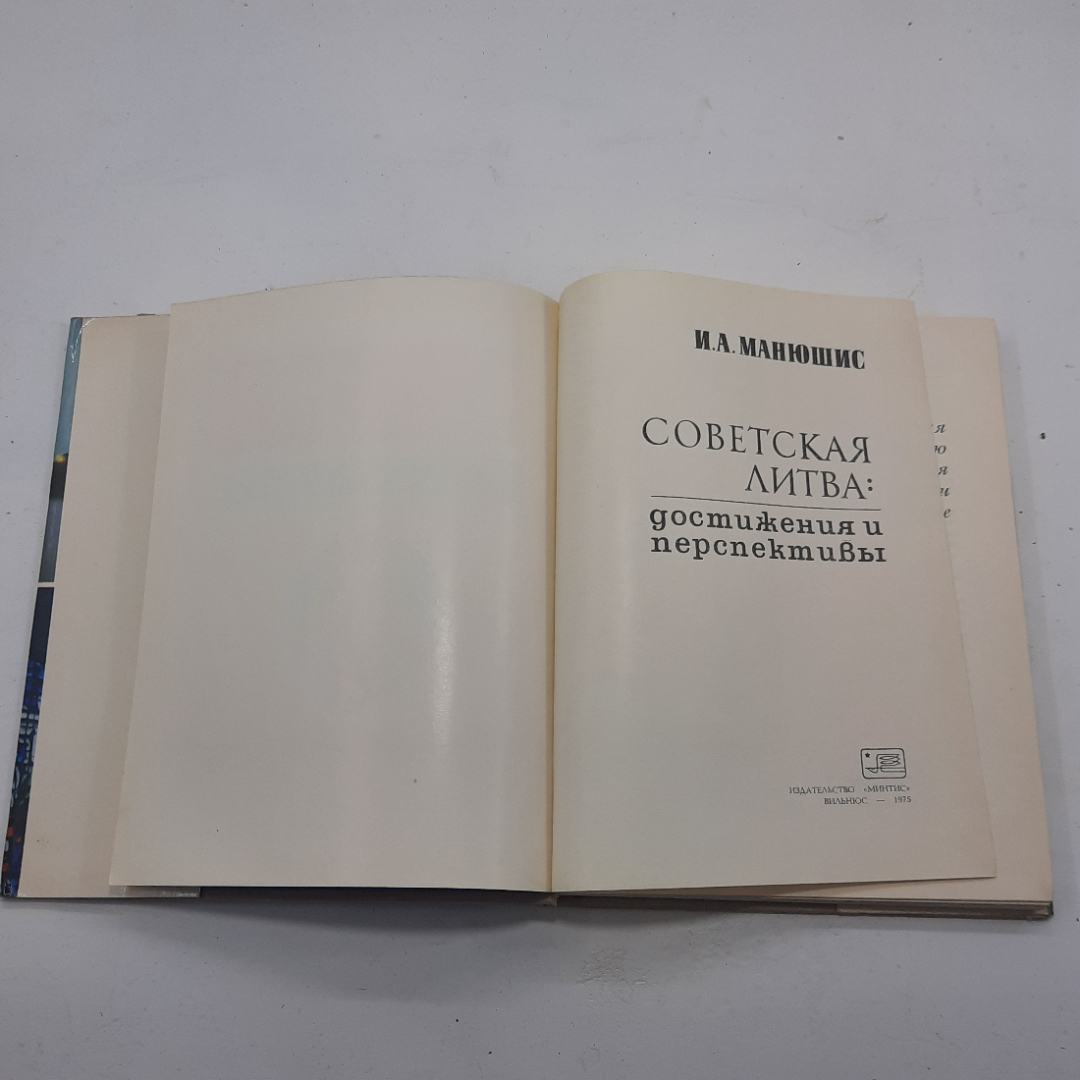 И.А. МАНЮШИС
СОВЕТСКАЯ
ЛИТВА:
достижения и
перспективы
ИЗДАТЕЛЬСТВО «МИНТИС»
ВИЛЬНЮС — 1975
я
ю
я
и
е